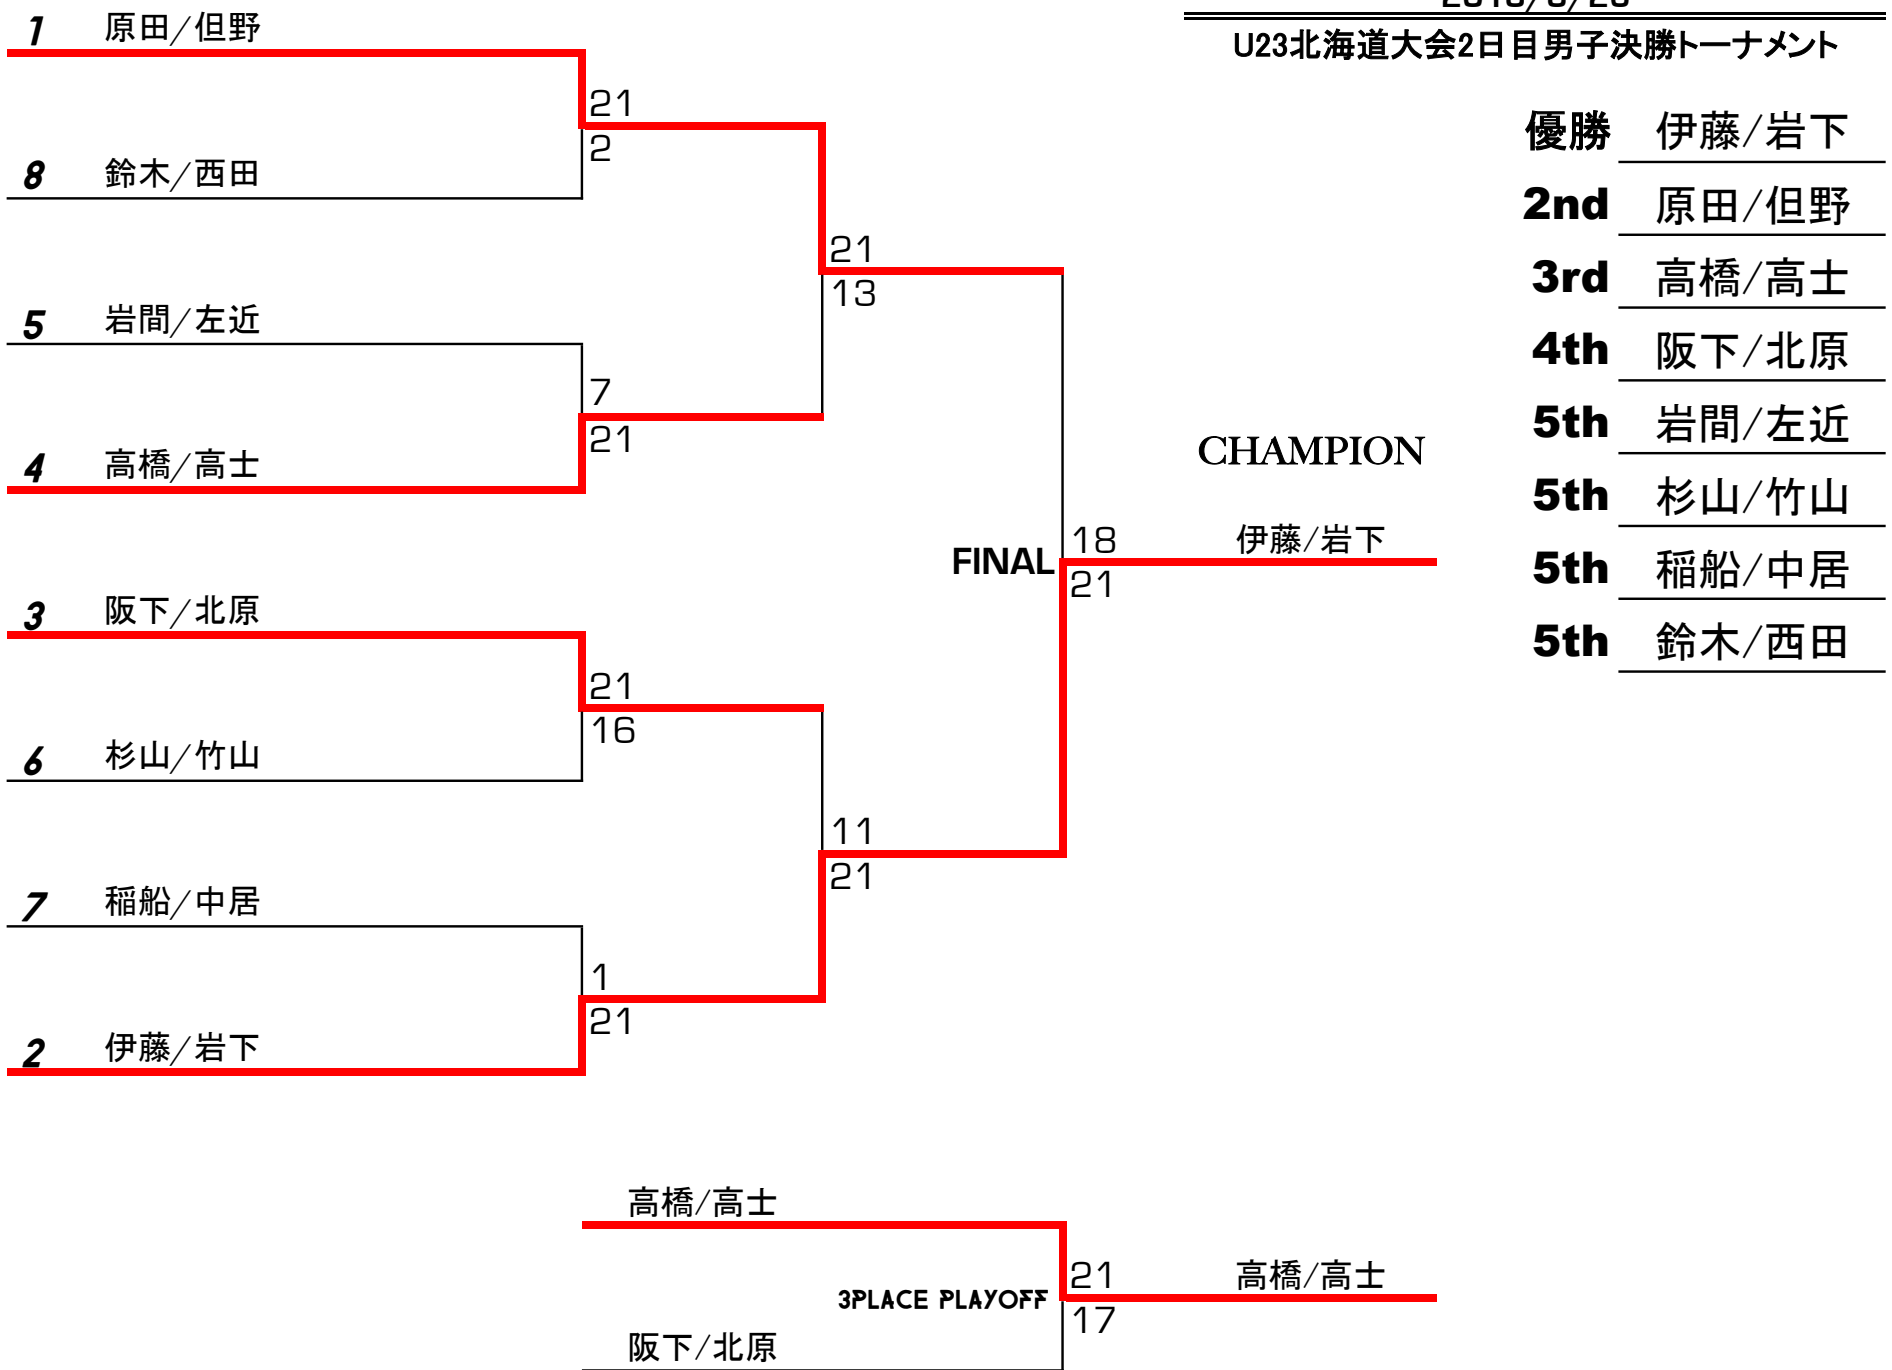 U23北海道大会2日目男子決勝トーナメント
1 原田/但野
21
2
8 鈴木/西田
21
13
5 岩間/左近
7
21
4 高橋/高士
CHAMPION
FINAL
18
21
伊藤/岩下
3 阪下/北原
21
16
6 杉山/竹山
11
21
7 稲船/中居
1
21
2 伊藤/岩下
優勝 伊藤/岩下
2nd 原田/但野
3rd 高橋/高士
4th 阪下/北原
5th 岩間/左近
5th 杉山/竹山
5th 稲船/中居
5th 鈴木/西田
高橋/高士
3PLACE PLAYOFF
21
17
高橋/高士
阪下/北原